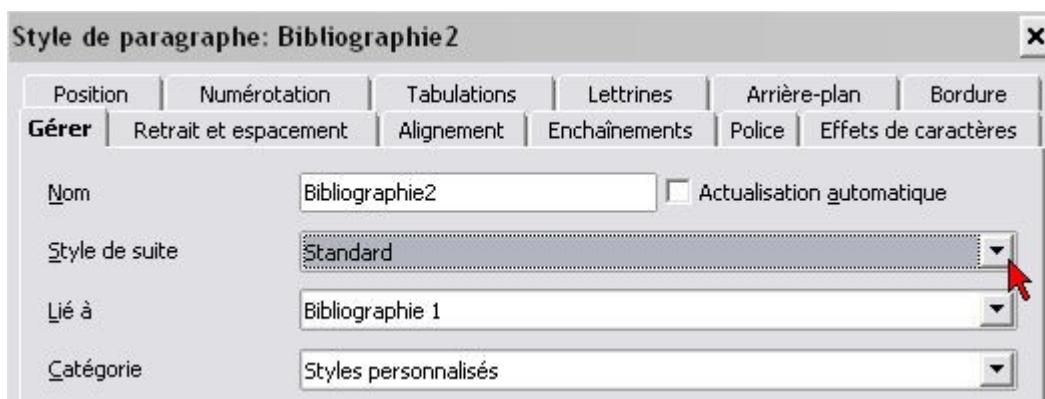 Style de paragraphe: Bibliographie2
Position Numérotation Tabulations Lettrines Arrière-plan Bordure
Gérer Retrait et espacement Alignement Enchaînements Police Effets de caractères
Nom Bibliographie2 Actualisation automatique
Style de suite Standard
Lié à Bibliographie 1
Catégorie Styles personnalisés